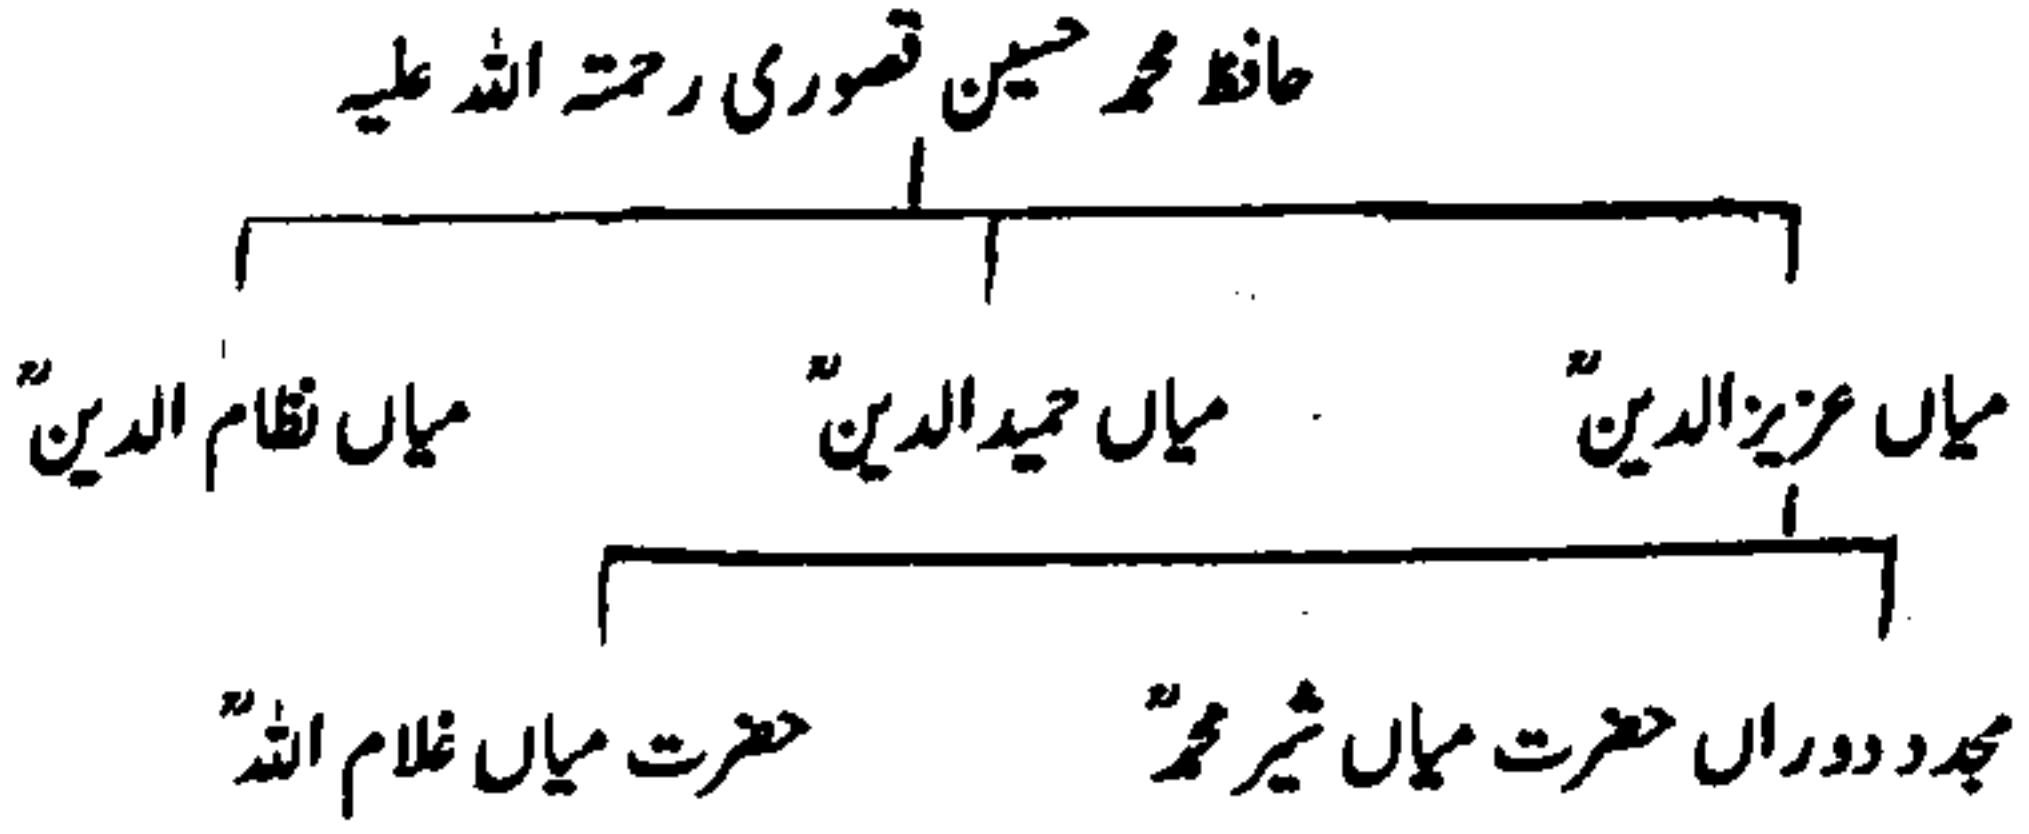 حافظ محمد حسین قصوری رحمتہ اللہ علیہ
میاں عزیزالدینؒ میاں حمیدالدینؒ میاں نظام الدینؒ
مجدد دوراں حضرت میاں شیر محمدؒ حضرت میاں غلام اللہؒ